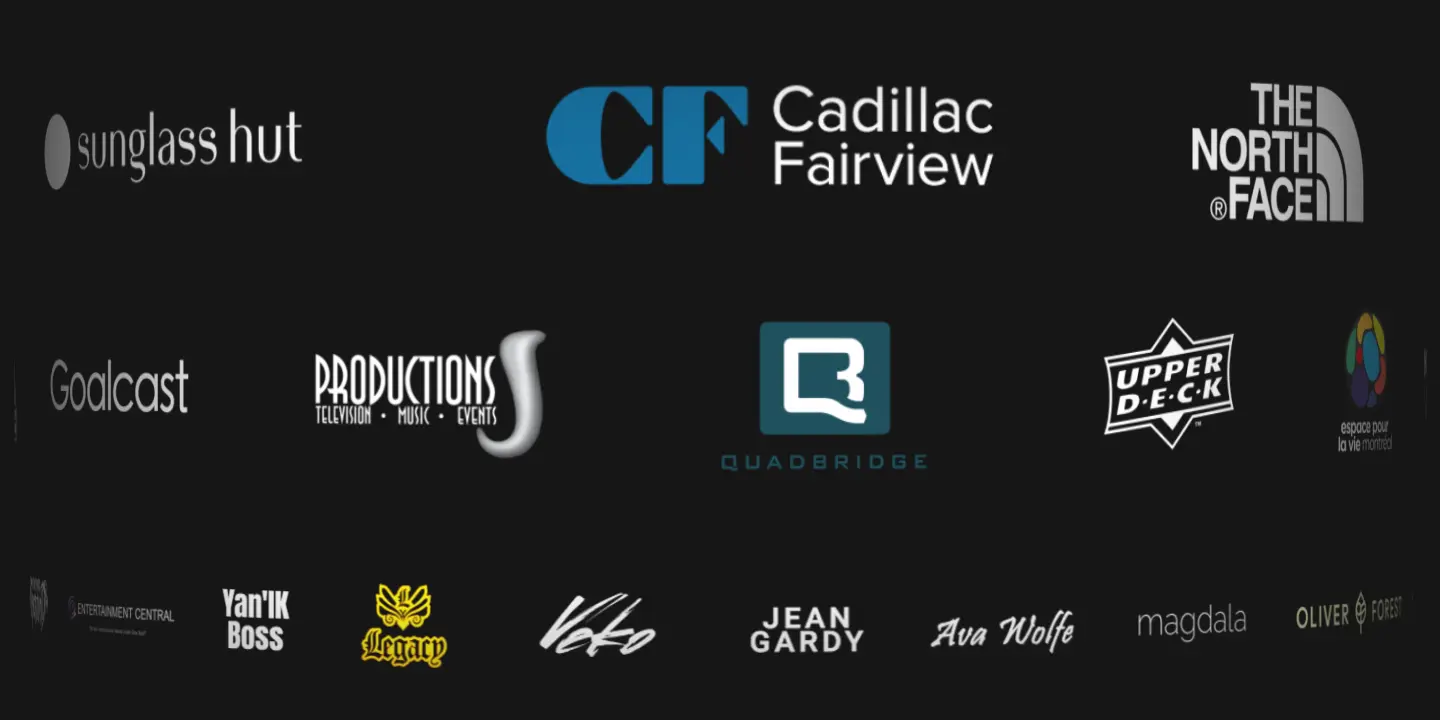 sunglass hut
CF
Cadillac
Fairview
THE
NORTH
®FACE
Goalcast
PRODUCTIONS J
TELEVISION • MUSIC • EVENTS
QUADBRIDGE
UPPER
D·E·C·K
TM
espace pour
la vie montréal
ENTERTAINMENT CENTRAL
Yan'IK
Boss
Legacy
Veko
JEAN
GARDY
Ava Wolfe
magdala
OLIVER FOREST